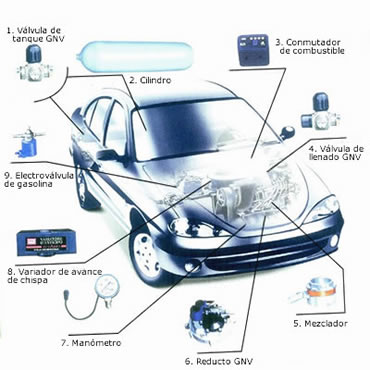 1. Válvula de
tanque GNV
2. Cilindro
3. Conmutador
de combustible
4. Válvula de
llenado GNV
9. Electroválvula
de gasolina
8. Variador de avance
de chispa
5. Mezclador
7. Manómetro
6. Reducto GNV